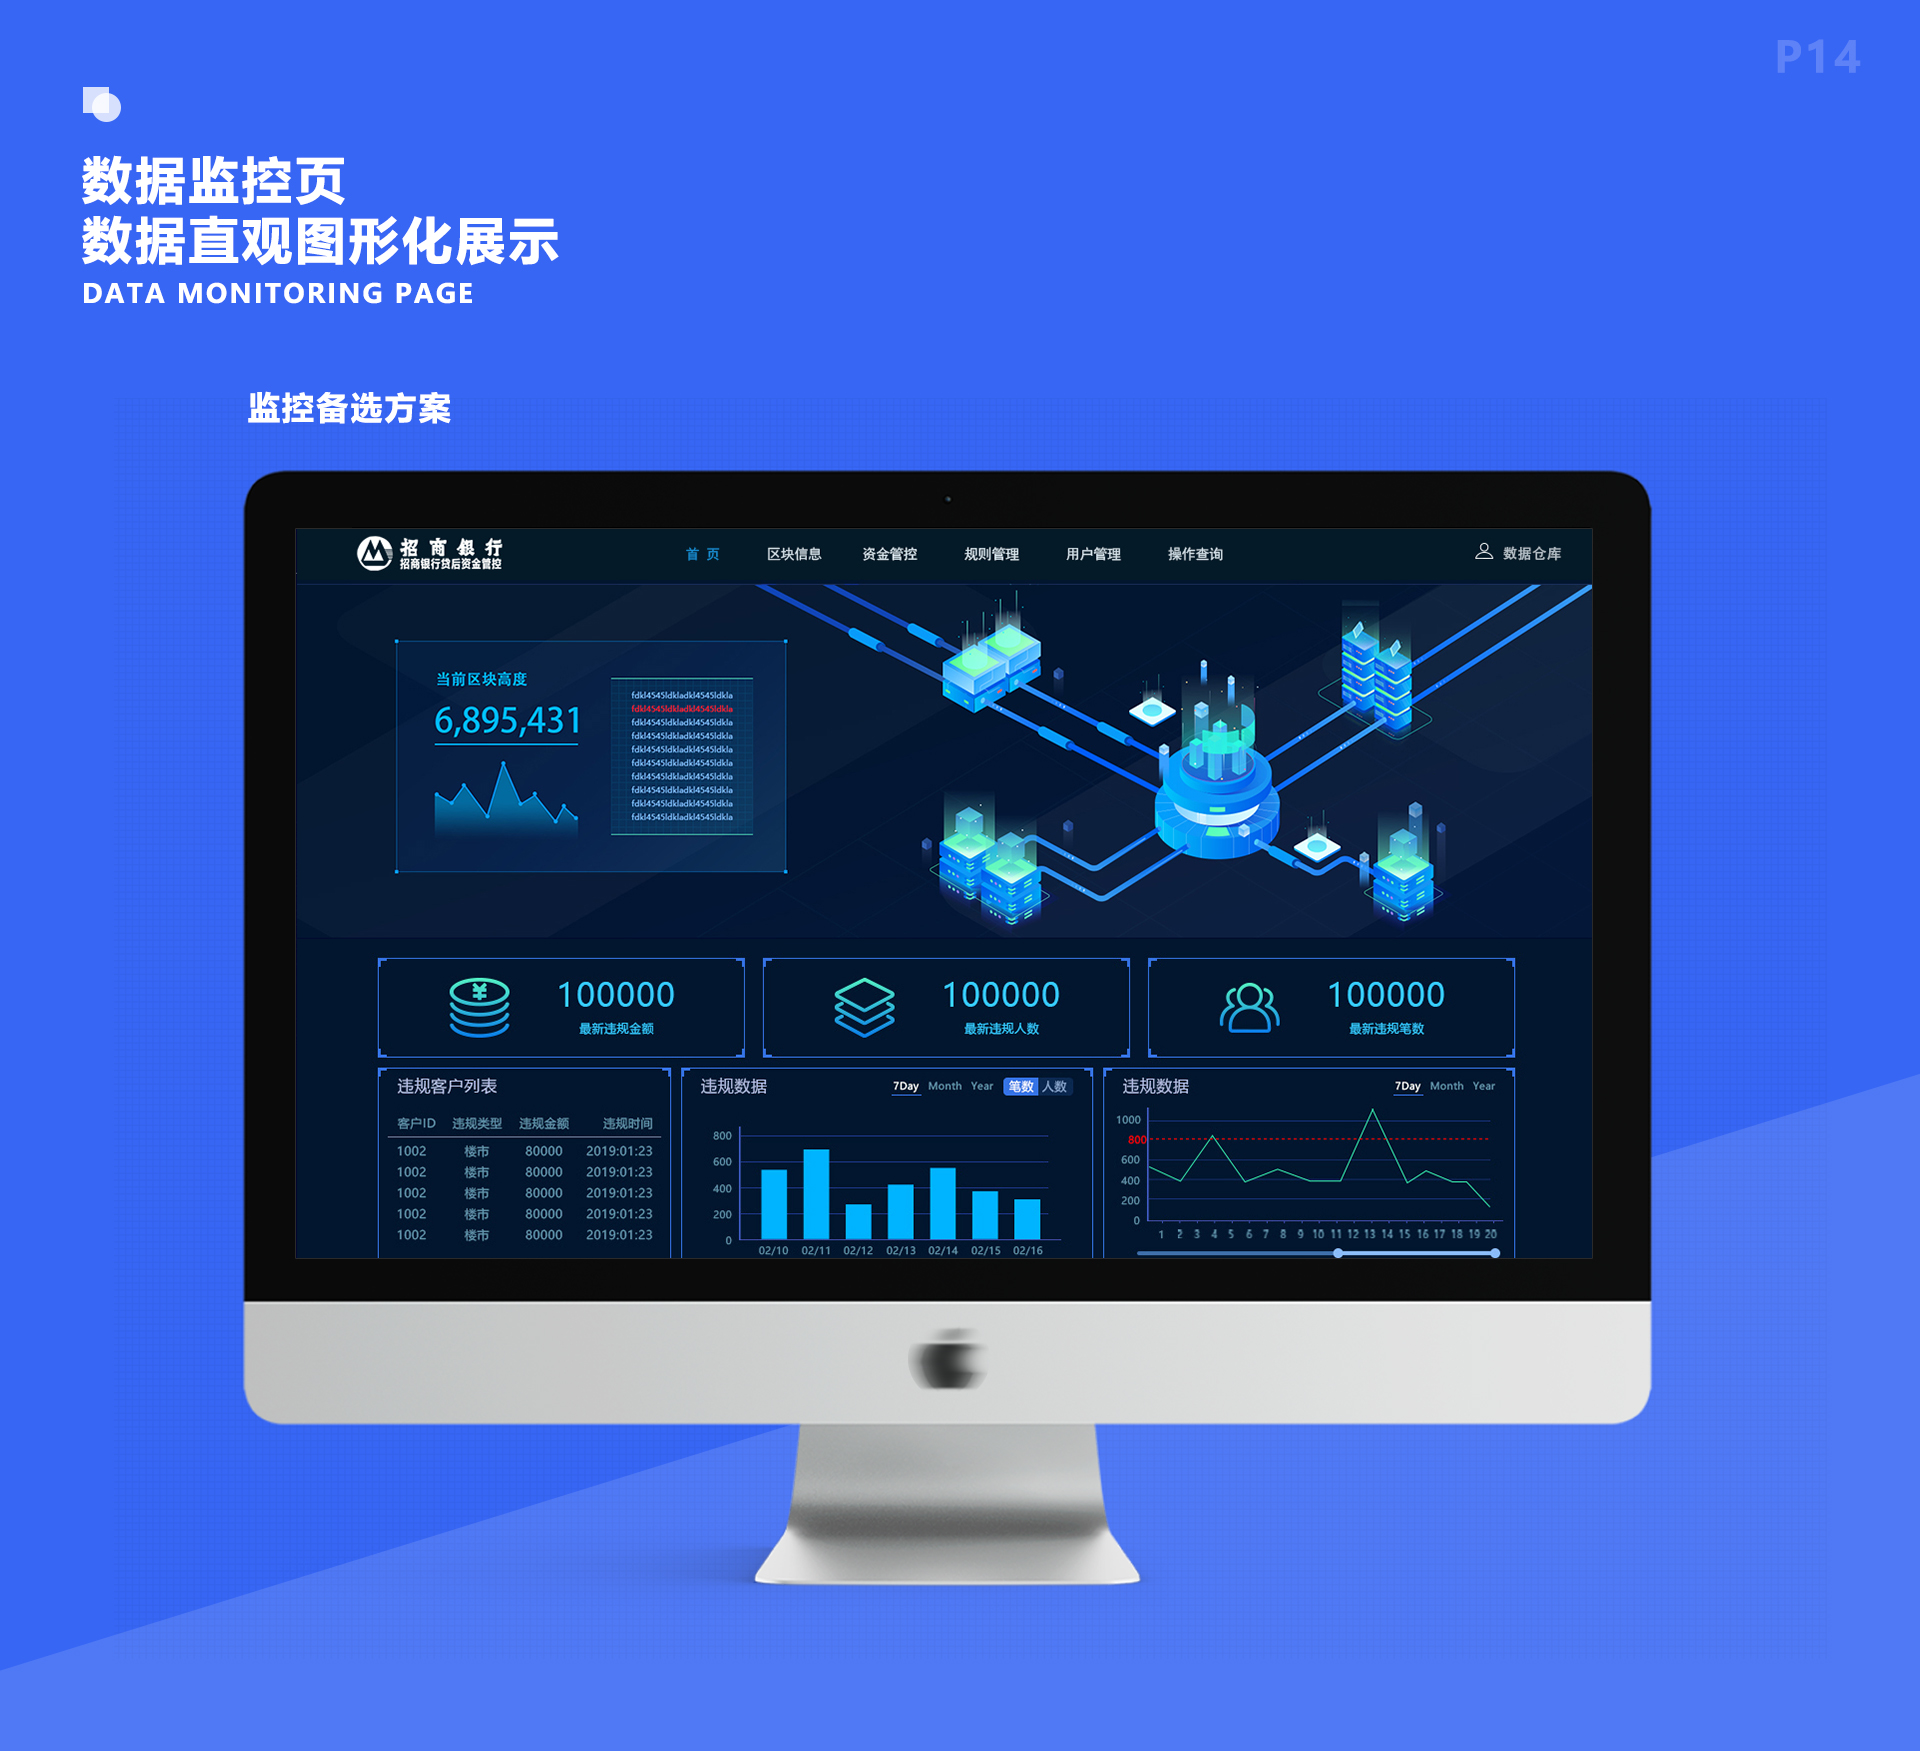 P14
数据监控页
数据直观图形化展示
DATA MONITORING PAGE
监控备选方案
招商银行
招商银行贷后资金管控
首页 区块信息 资金管控 规则管理 用户管理 操作查询 数据仓库
当前区块高度
6,895,431
fdkl4545ldkladkl4545ldkla
fdkl4545ldkladkl4545ldkla
fdkl4545ldkladkl4545ldkla
fdkl4545ldkladkl4545ldkla
fdkl4545ldkladkl4545ldkla
fdkl4545ldkladkl4545ldkla
fdkl4545ldkladkl4545ldkla
fdkl4545ldkladkl4545ldkla
fdkl4545ldkladkl4545ldkla
fdkl4545ldkladkl4545ldkla
¥
100000
最新违规金额
100000
最新违规人数
100000
最新违规笔数
违规客户列表
客户ID 违规类型 违规金额 违规时间
1002 楼市 80000 2019:01:23
1002 楼市 80000 2019:01:23
1002 楼市 80000 2019:01:23
1002 楼市 80000 2019:01:23
1002 楼市 80000 2019:01:23
违规数据 7Day Month Year 笔数 人数
800
600
400
200
0
02/10 02/11 02/12 02/13 02/14 02/15 02/16
违规数据 7Day Month Year
1000
800
600
400
200
0
1 2 3 4 5 6 7 8 9 10 11 12 13 14 15 16 17 18 19 20